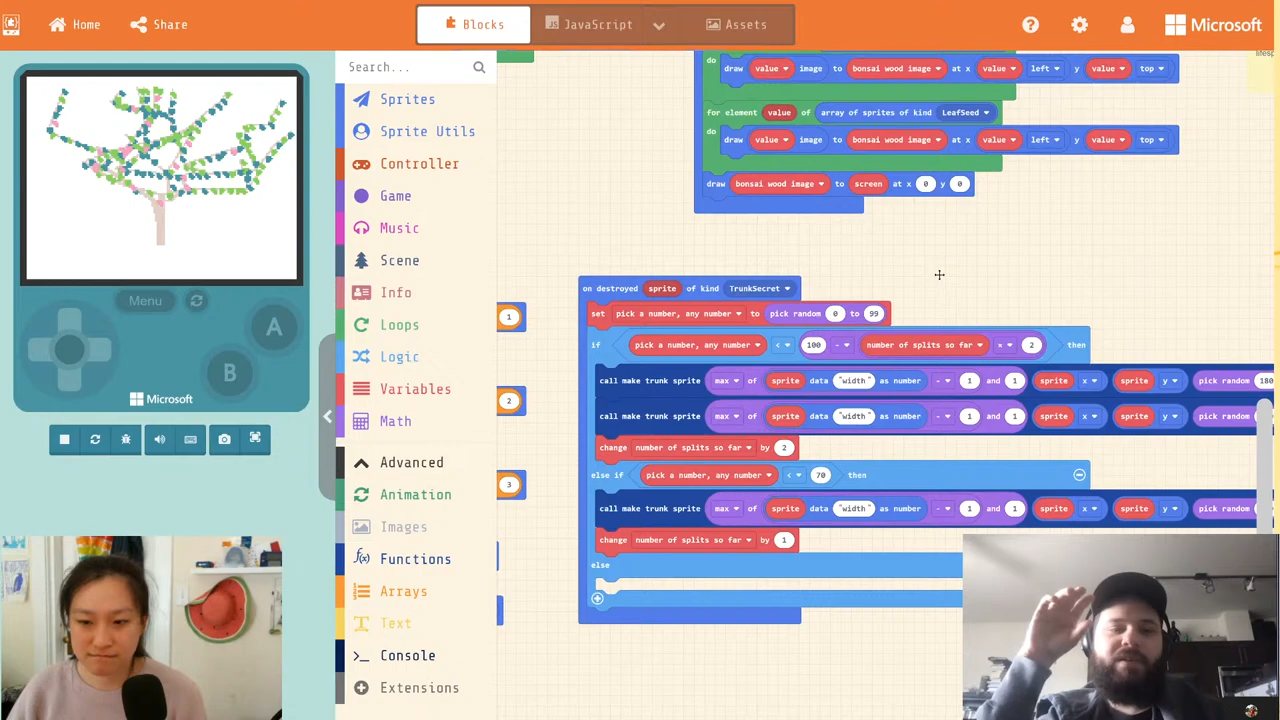 Home
Share
Blocks
JavaScript
Assets
Microsoft
Search...
Sprites
Sprite Utils
Controller
Game
Music
Scene
Info
Loops
Logic
Variables
Math
Advanced
Animation
Images
Functions
Arrays
Text
Console
Extensions
Menu
A
B
Microsoft
do
draw value image to bonsai wood image at x value left y value top
for element value of array of sprites of kind LeafSeed
do
draw value image to bonsai wood image at x value left y value top
draw bonsai wood image to screen at x 0 y 0
1
2
3
on destroyed sprite of kind TrunkSecret
set pick a number, any number to pick random 0 to 99
if pick a number, any number < 100 - number of splits so far × 2 then
call make trunk sprite max of sprite data "width" as number - 1 and 1 sprite x sprite y pick random 180
call make trunk sprite max of sprite data "width" as number - 1 and 1 sprite x sprite y pick random
change number of splits so far by 2
else if pick a number, any number < 70 then
call make trunk sprite max of sprite data "width" as number - 1 and 1 sprite x sprite y pick random
change number of splits so far by 1
else